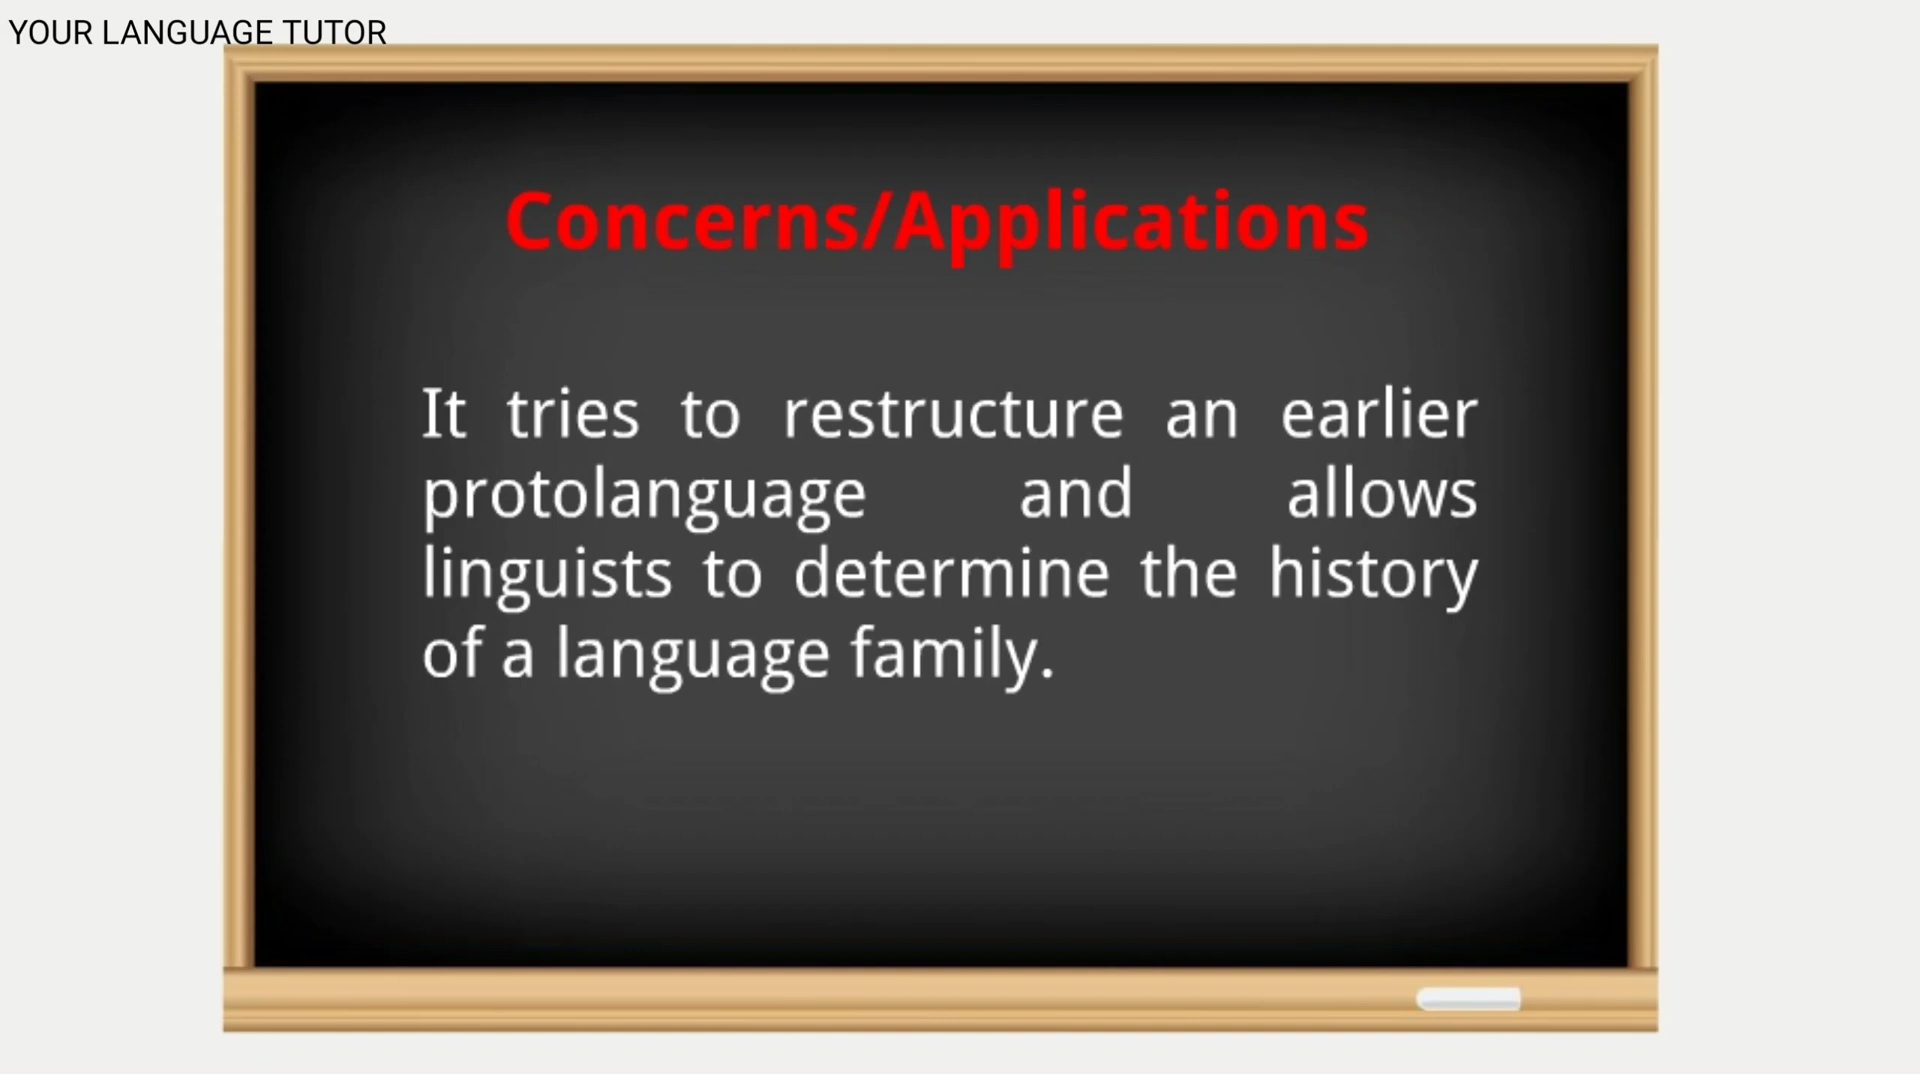 YOUR LANGUAGE TUTOR
Concerns/Applications
It tries to restructure an earlier
protolanguage and allows
linguists to determine the history
of a language family.